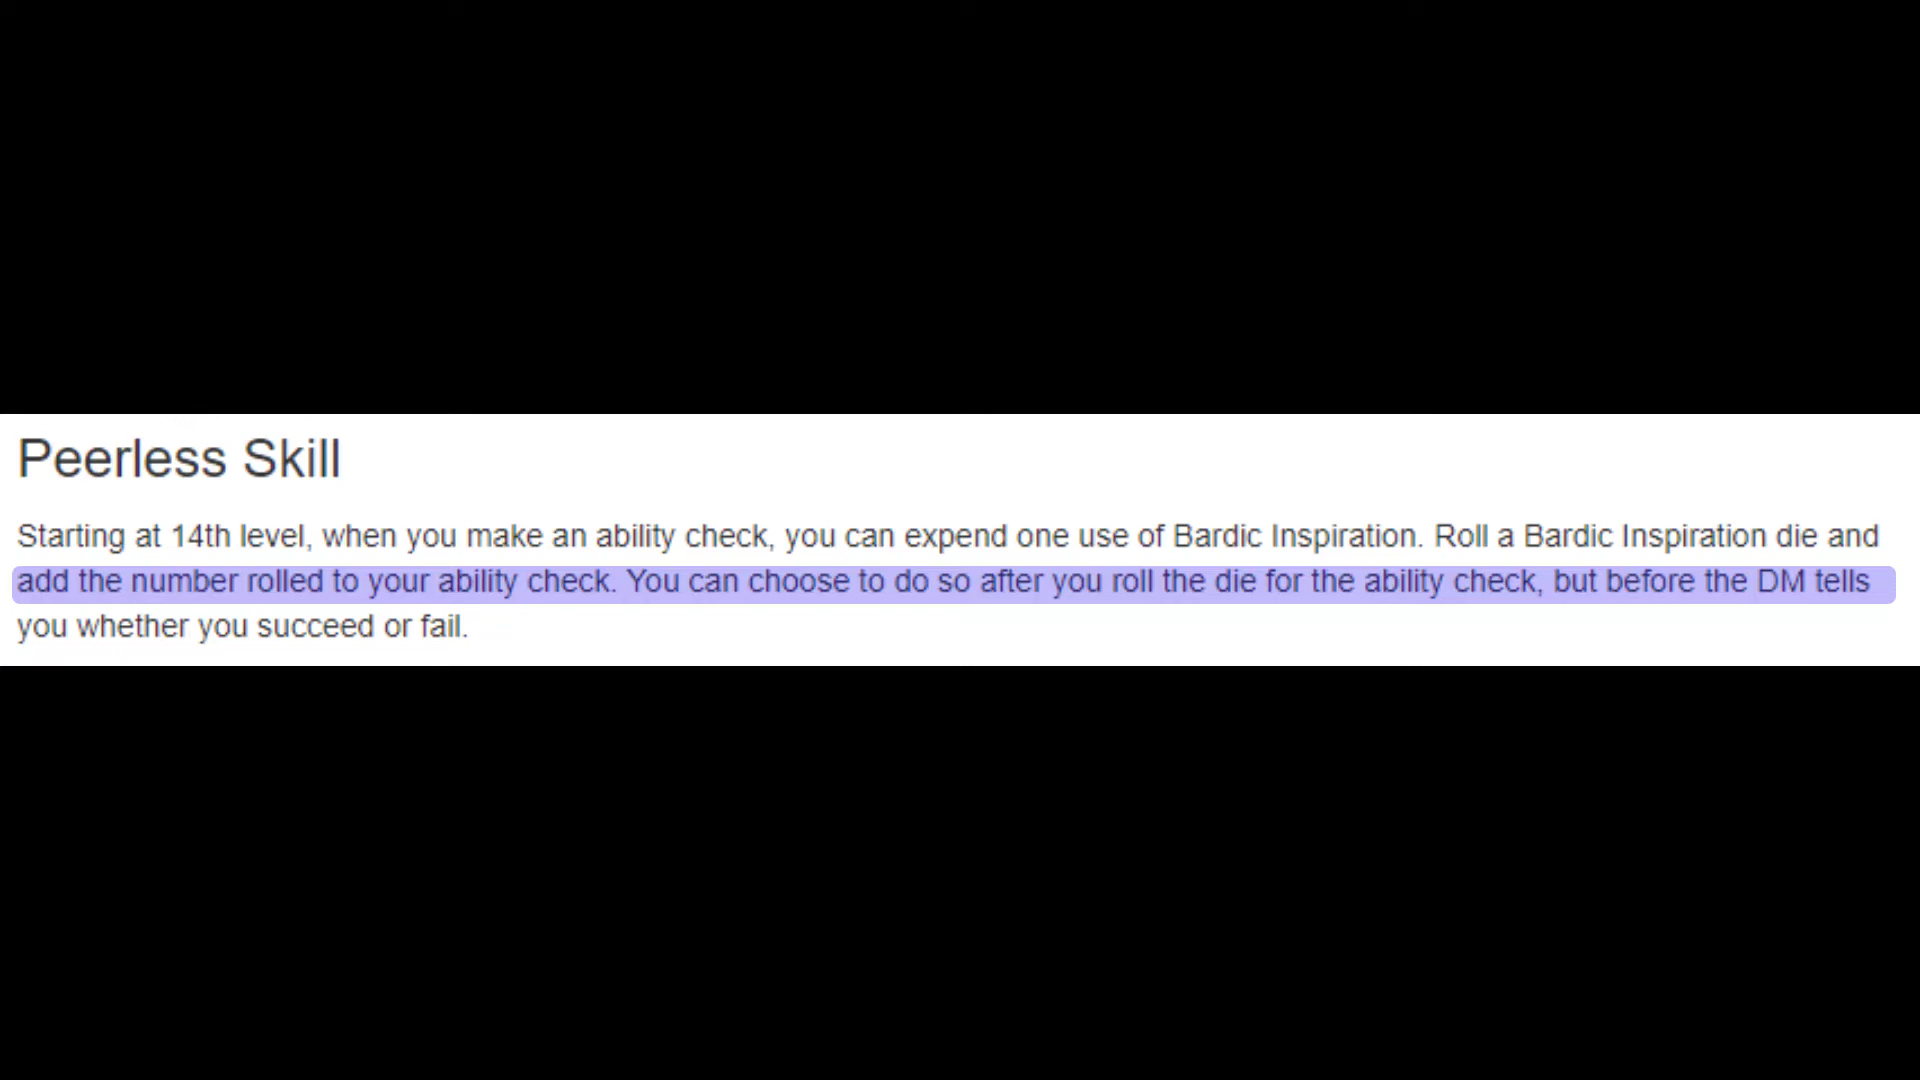 Peerless Skill
Starting at 14th level, when you make an ability check, you can expend one use of Bardic Inspiration. Roll a Bardic Inspiration die and
add the number rolled to your ability check. You can choose to do so after you roll the die for the ability check, but before the DM tells
you whether you succeed or fail.